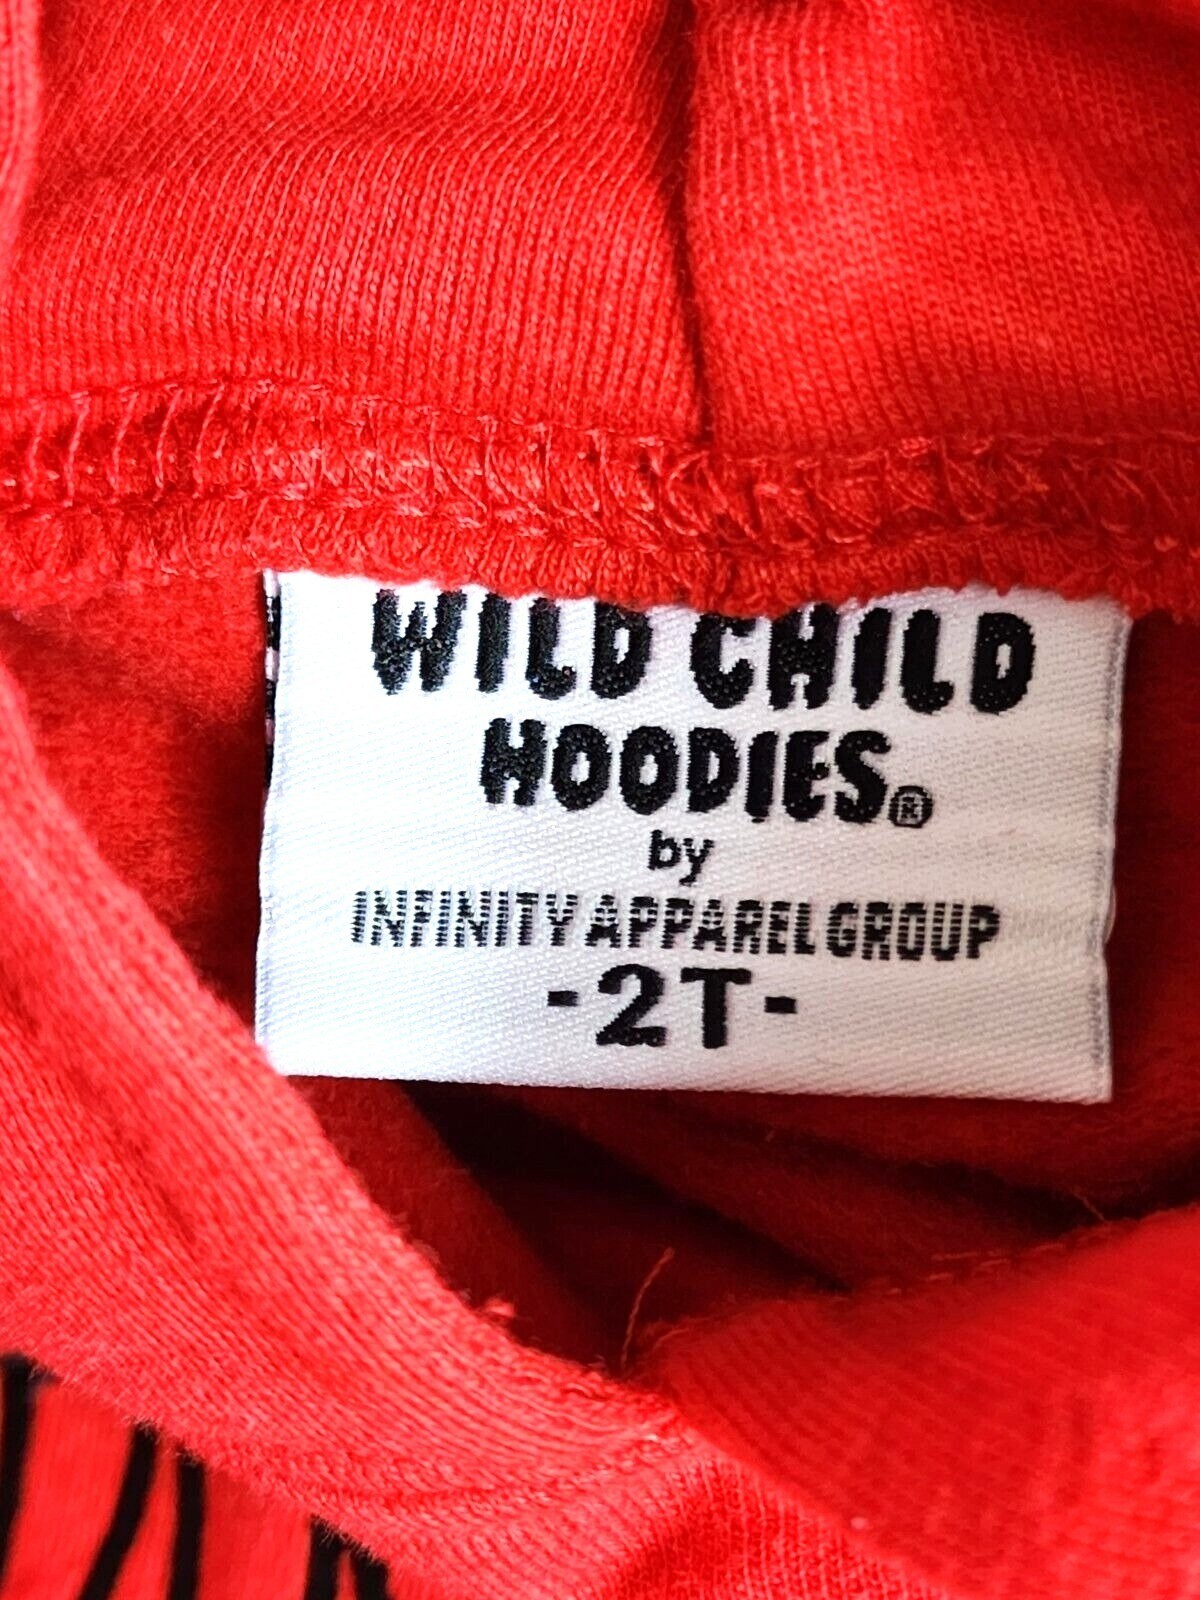 WILD CHILD
HOODIES®
by
INFINITY APPAREL GROUP
-2T-